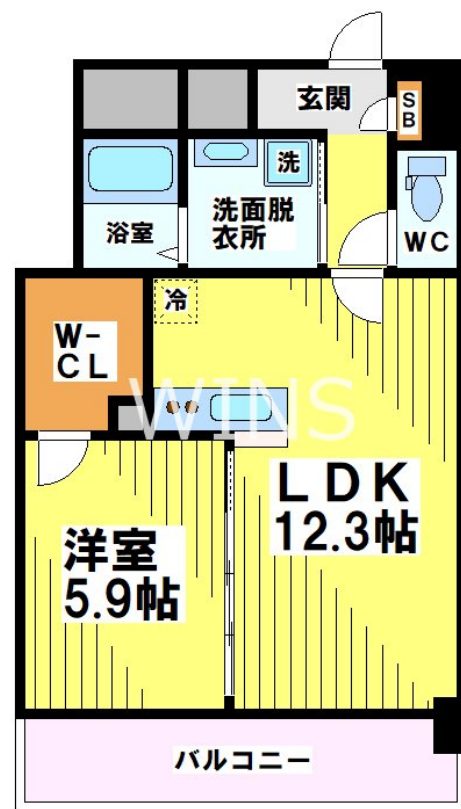 玄関
SB
洗
浴室
洗面脱
衣所
WC
冷
W-
CL
WINS
LDK
12.3帖
洋室
5.9帖
バルコニー